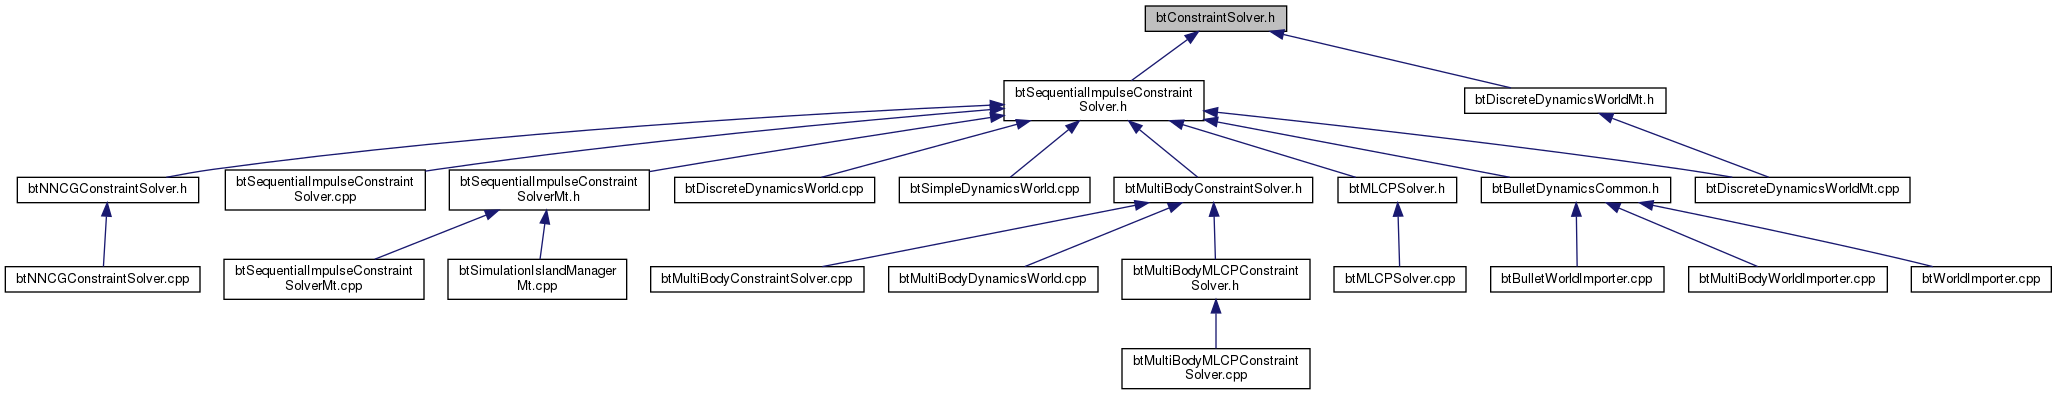 btConstraintSolver.h
btSequentialImpulseConstraint
Solver.h
btDiscreteDynamicsWorldMt.h
btNNCGConstraintSolver.h
btSequentialImpulseConstraint
Solver.cpp
btSequentialImpulseConstraint
SolverMt.h
btDiscreteDynamicsWorld.cpp
btSimpleDynamicsWorld.cpp
btMultiBodyConstraintSolver.h
btMLCPSolver.h
btBulletDynamicsCommon.h
btDiscreteDynamicsWorldMt.cpp
btNNCGConstraintSolver.cpp
btSequentialImpulseConstraint
SolverMt.cpp
btSimulationIslandManager
Mt.cpp
btMultiBodyConstraintSolver.cpp
btMultiBodyDynamicsWorld.cpp
btMultiBodyMLCPConstraint
Solver.h
btMLCPSolver.cpp
btBulletWorldImporter.cpp
btMultiBodyWorldImporter.cpp
btWorldImporter.cpp
btMultiBodyMLCPConstraint
Solver.cpp